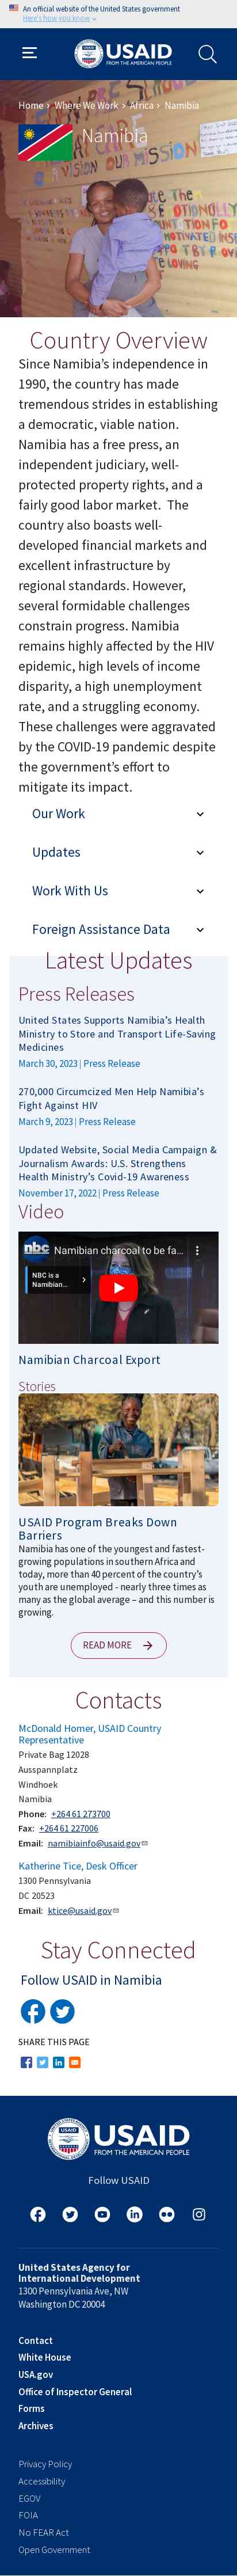 An official website of the United States government
Here's how you know
USAID
FROM THE AMERICAN PEOPLE
Home › Where We Work › Africa › Namibia
Namibia
Country Overview
Since Namibia’s independence in
1990, the country has made
tremendous strides in establishing
a democratic, viable nation.
Namibia has a free press, an
independent judiciary, well-
protected property rights, and a
fairly good labor market.  The
country also boasts well-
developed financial markets and
excellent infrastructure by
regional standards. However,
several formidable challenges
constrain progress. Namibia
remains highly affected by the HIV
epidemic, high levels of income
disparity, a high unemployment
rate, and a struggling economy.
These challenges were aggravated
by the COVID-19 pandemic despite
the government’s effort to
mitigate its impact.
Our Work
Updates
Work With Us
Foreign Assistance Data
Latest Updates
Press Releases
United States Supports Namibia’s Health
Ministry to Store and Transport Life-Saving
Medicines
March 30, 2023 | Press Release
270,000 Circumcized Men Help Namibia’s
Fight Against HIV
March 9, 2023 | Press Release
Updated Website, Social Media Campaign &
Journalism Awards: U.S. Strengthens
Health Ministry’s Covid-19 Awareness
November 17, 2022 | Press Release
Video
nbc
Namibian charcoal to be fa...
NBC is a
Namibian...
Namibian Charcoal Export
Stories
USAID Program Breaks Down
Barriers
Namibia has one of the youngest and fastest-
growing populations in southern Africa and
today, more than 40 percent of the country’s
youth are unemployed - nearly three times as
many as the global average – and this number is
growing.
READ MORE
Contacts
McDonald Homer, USAID Country
Representative
Private Bag 12028
Ausspannplatz
Windhoek
Namibia
Phone: +264 61 273700
Fax: +264 61 227006
Email: namibiainfo@usaid.gov
Katherine Tice, Desk Officer
1300 Pennsylvania
DC 20523
Email: ktice@usaid.gov
Stay Connected
Follow USAID in Namibia
SHARE THIS PAGE
USAID
FROM THE AMERICAN PEOPLE
Follow USAID
United States Agency for
International Development
1300 Pennsylvania Ave, NW
Washington DC 20004
Contact
White House
USA.gov
Office of Inspector General
Forms
Archives
Privacy Policy
Accessibility
EGOV
FOIA
No FEAR Act
Open Government